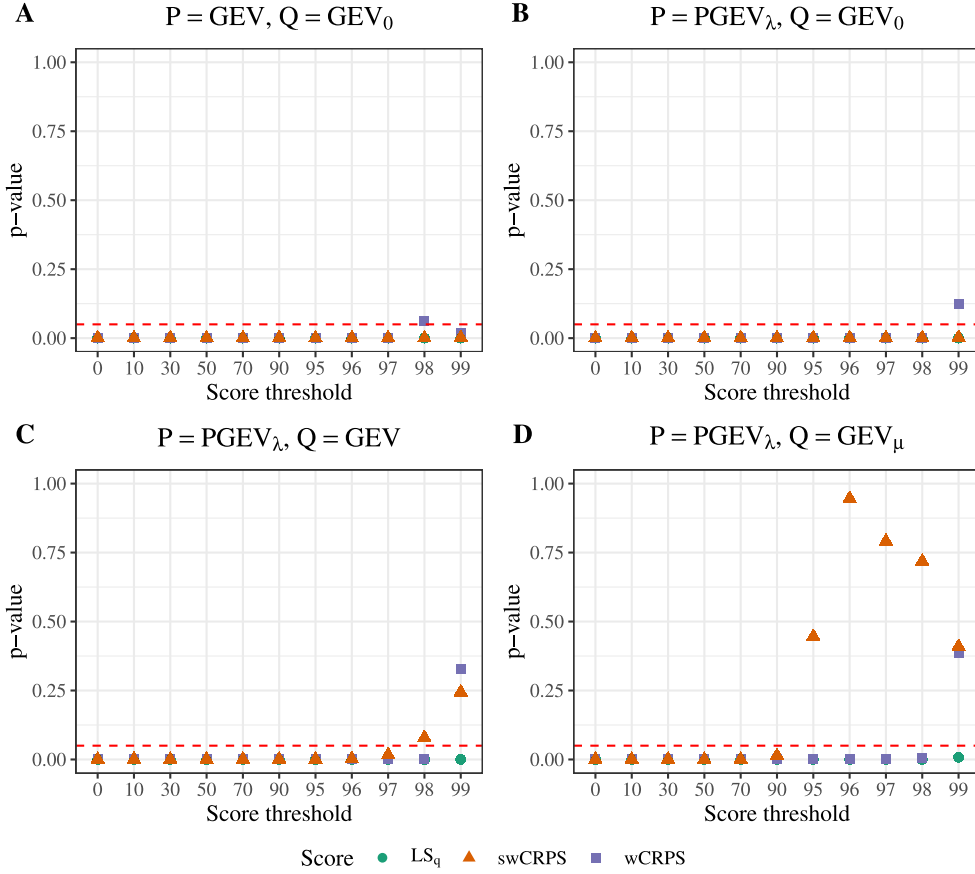 A
P = GEV, Q = GEV₀
p−value
1.00
0.75
0.50
0.25
0.00
0 10 30 50 70 90 95 96 97 98 99
Score threshold
B
P = PGEV_λ, Q = GEV₀
p−value
1.00
0.75
0.50
0.25
0.00
0 10 30 50 70 90 95 96 97 98 99
Score threshold
C
P = PGEV_λ, Q = GEV
p−value
1.00
0.75
0.50
0.25
0.00
0 10 30 50 70 90 95 96 97 98 99
Score threshold
D
P = PGEV_λ, Q = GEV_μ
p−value
1.00
0.75
0.50
0.25
0.00
0 10 30 50 70 90 95 96 97 98 99
Score threshold
Score LS_q swCRPS wCRPS